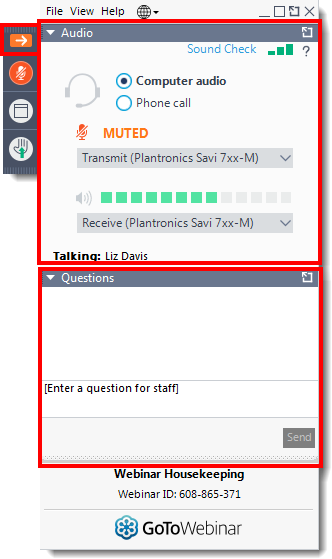 File View Help
Audio
Sound Check ?
Computer audio
Phone call
MUTED
Transmit (Plantronics Savi 7xx-M)
Receive (Plantronics Savi 7xx-M)
Talking: Liz Davis
Questions
[Enter a question for staff]
Send
Webinar Housekeeping
Webinar ID: 608-865-371
GoToWebinar